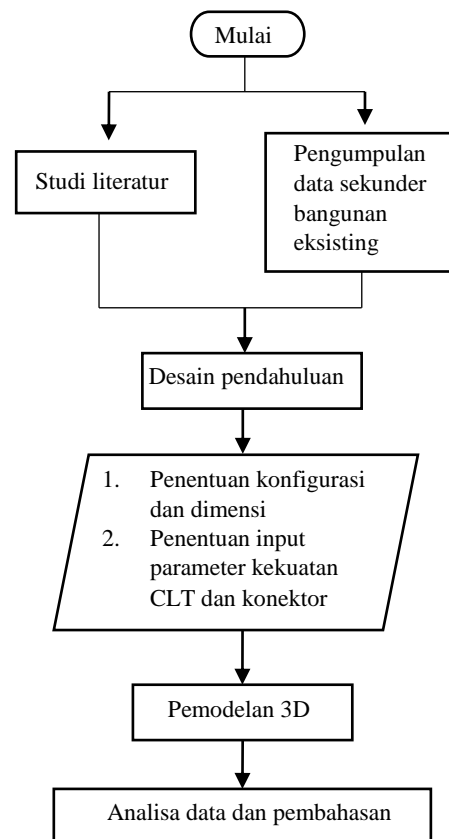 Mulai
Studi literatur
Pengumpulan
data sekunder
bangunan
eksisting
Desain pendahuluan
1. Penentuan konfigurasi
dan dimensi
2. Penentuan input
parameter kekuatan
CLT dan konektor
Pemodelan 3D
Analisa data dan pembahasan